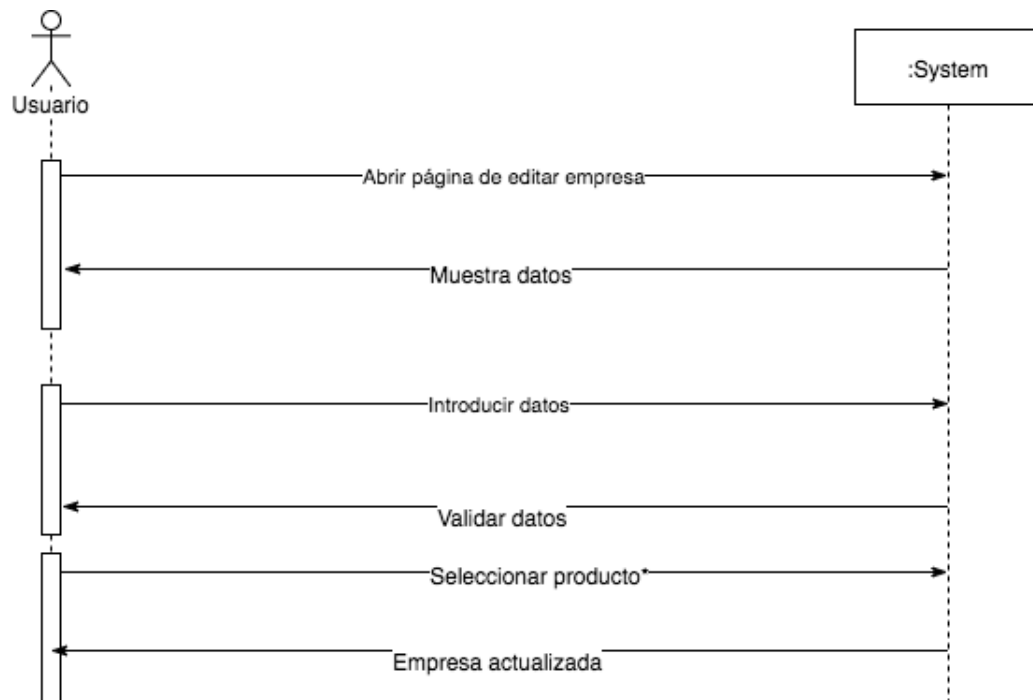 Usuario
:System
Abrir página de editar empresa
Muestra datos
Introducir datos
Validar datos
Seleccionar producto*
Empresa actualizada